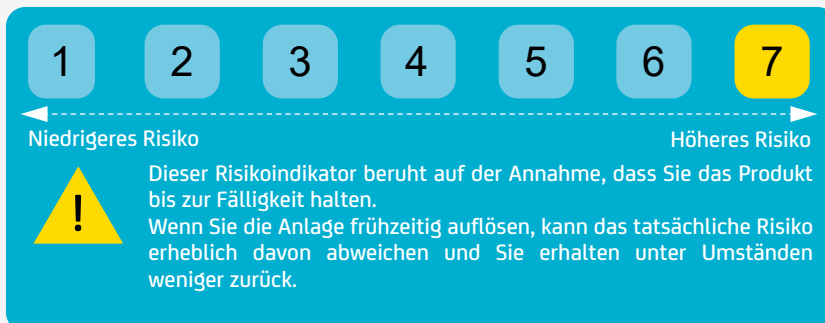 1 2 3 4 5 6 7
Niedrigeres Risiko Höheres Risiko
!
Dieser Risikoindikator beruht auf der Annahme, dass Sie das Produkt
bis zur Fälligkeit halten.
Wenn Sie die Anlage frühzeitig auflösen, kann das tatsächliche Risiko
erheblich davon abweichen und Sie erhalten unter Umständen
weniger zurück.